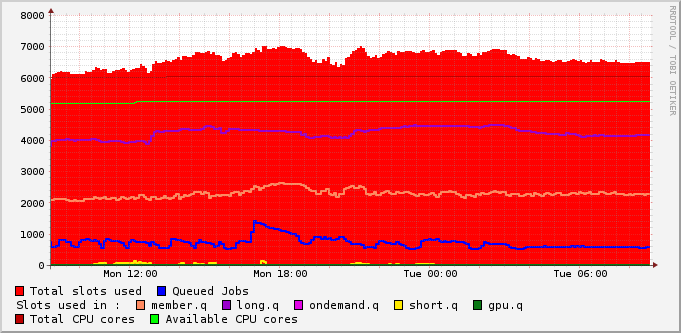 8000
7000
6000
5000
4000
3000
2000
1000
0
Mon 12:00 Mon 18:00 Tue 00:00 Tue 06:00
Total slots used Queued Jobs
Slots used in : member.q long.q ondemand.q short.q gpu.q
Total CPU cores Available CPU cores
RRDTOOL / TOBI OETIKER